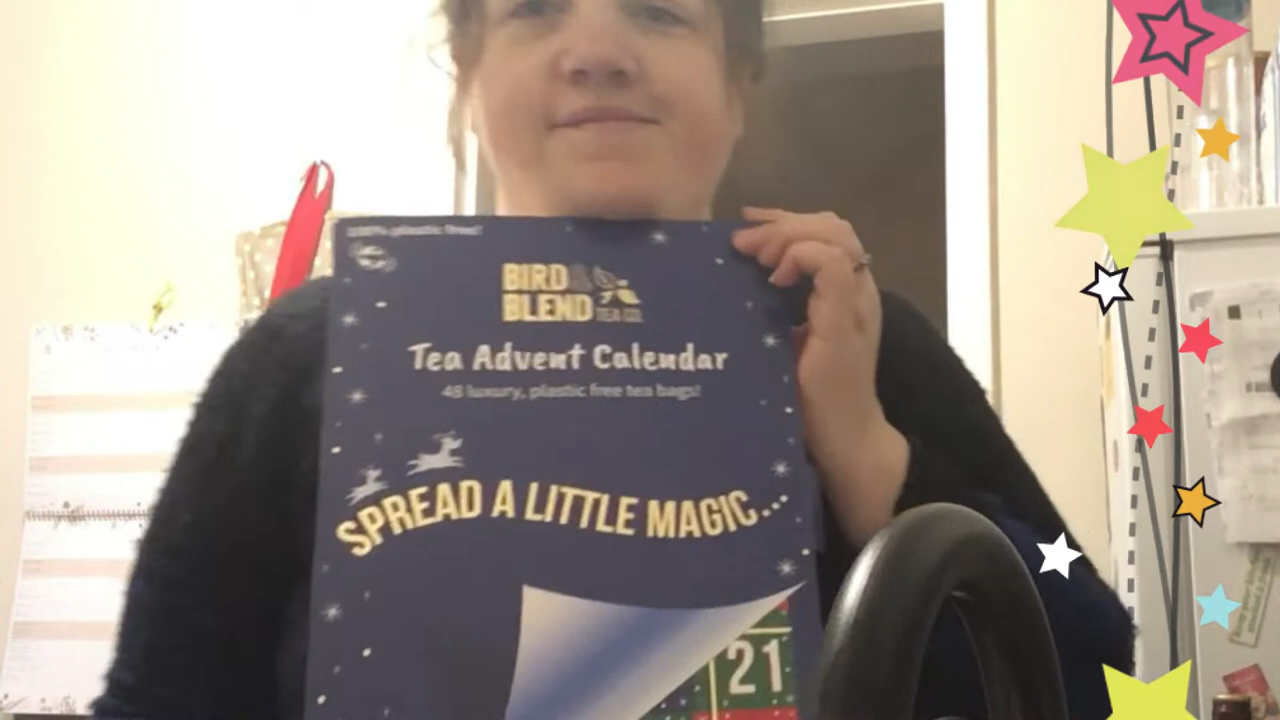 100% plastic free!
BIRD &
BLEND
TEA CO.
Tea Advent Calendar
48 luxury, plastic free tea bags!
SPREAD A LITTLE MAGIC...
21